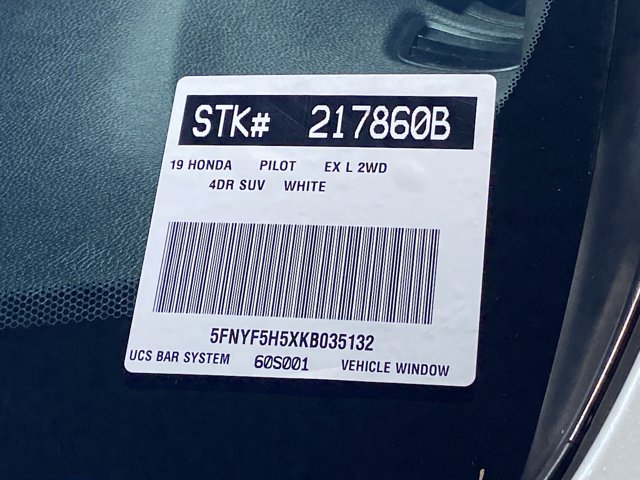 STK# 217860B
19 HONDA PILOT EX L 2WD
4DR SUV WHITE
5FNYF5H5XKB035132
UCS BAR SYSTEM 60S001 VEHICLE WINDOW